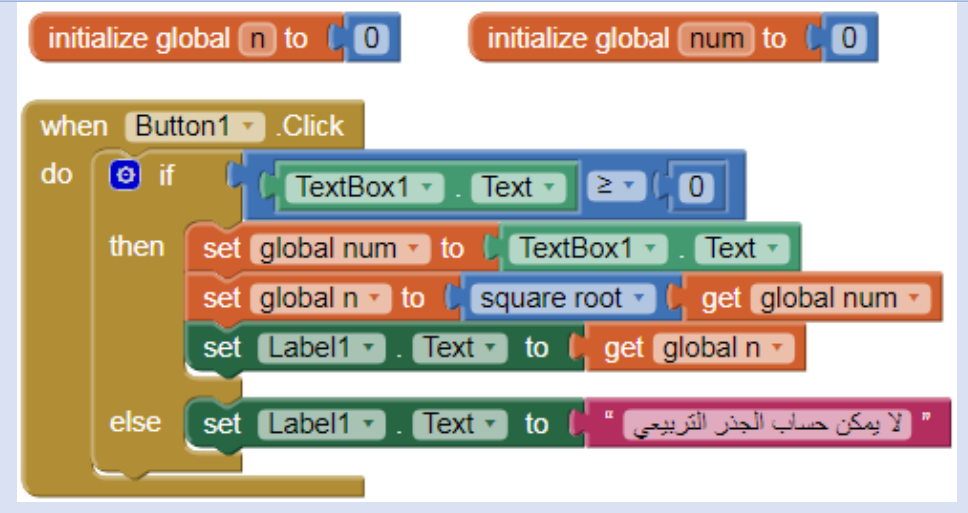 initialize global n to 0 initialize global num to 0
when Button1 .Click
do if TextBox1 . Text ≥ 0
then set global num to TextBox1 . Text
set global n to square root get global num
set Label1 . Text to get global n
else set Label1 . Text to " لا يمكن حساب الجذر التربيعي "